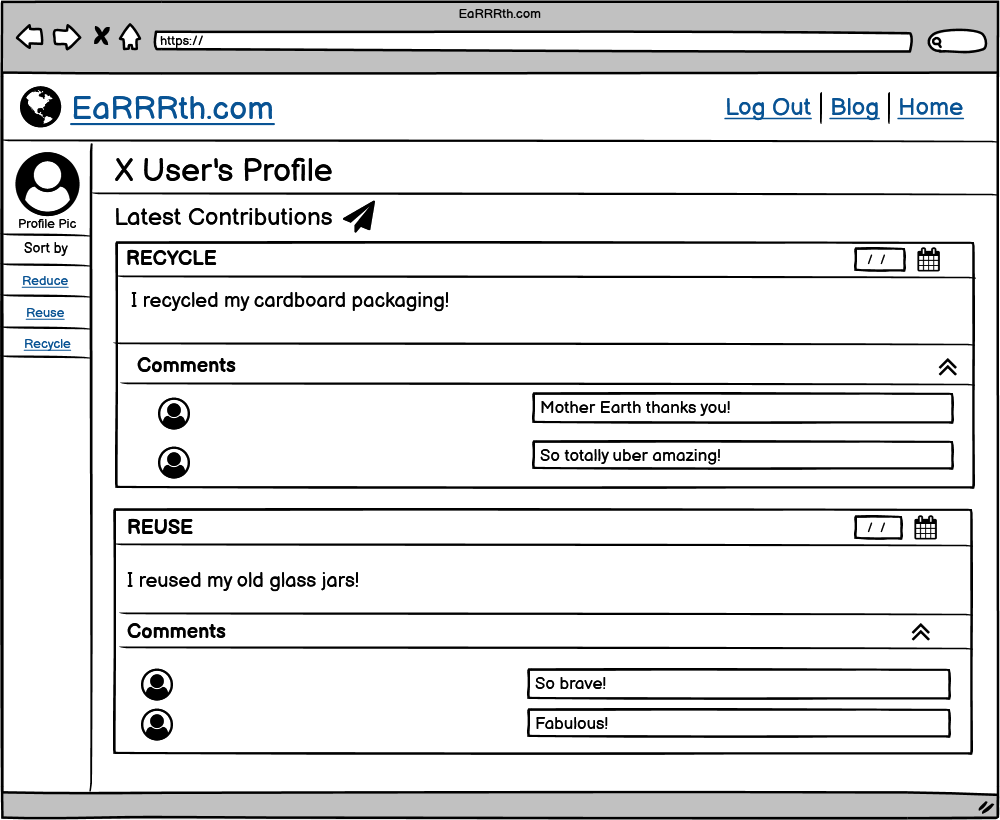 EaRRRth.com
https://
EaRRRth.com
Log Out | Blog | Home
Profile Pic
Sort by
Reduce
Reuse
Recycle
X User's Profile
Latest Contributions
RECYCLE
/ /
I recycled my cardboard packaging!
Comments
Mother Earth thanks you!
So totally uber amazing!
REUSE
/ /
I reused my old glass jars!
Comments
So brave!
Fabulous!